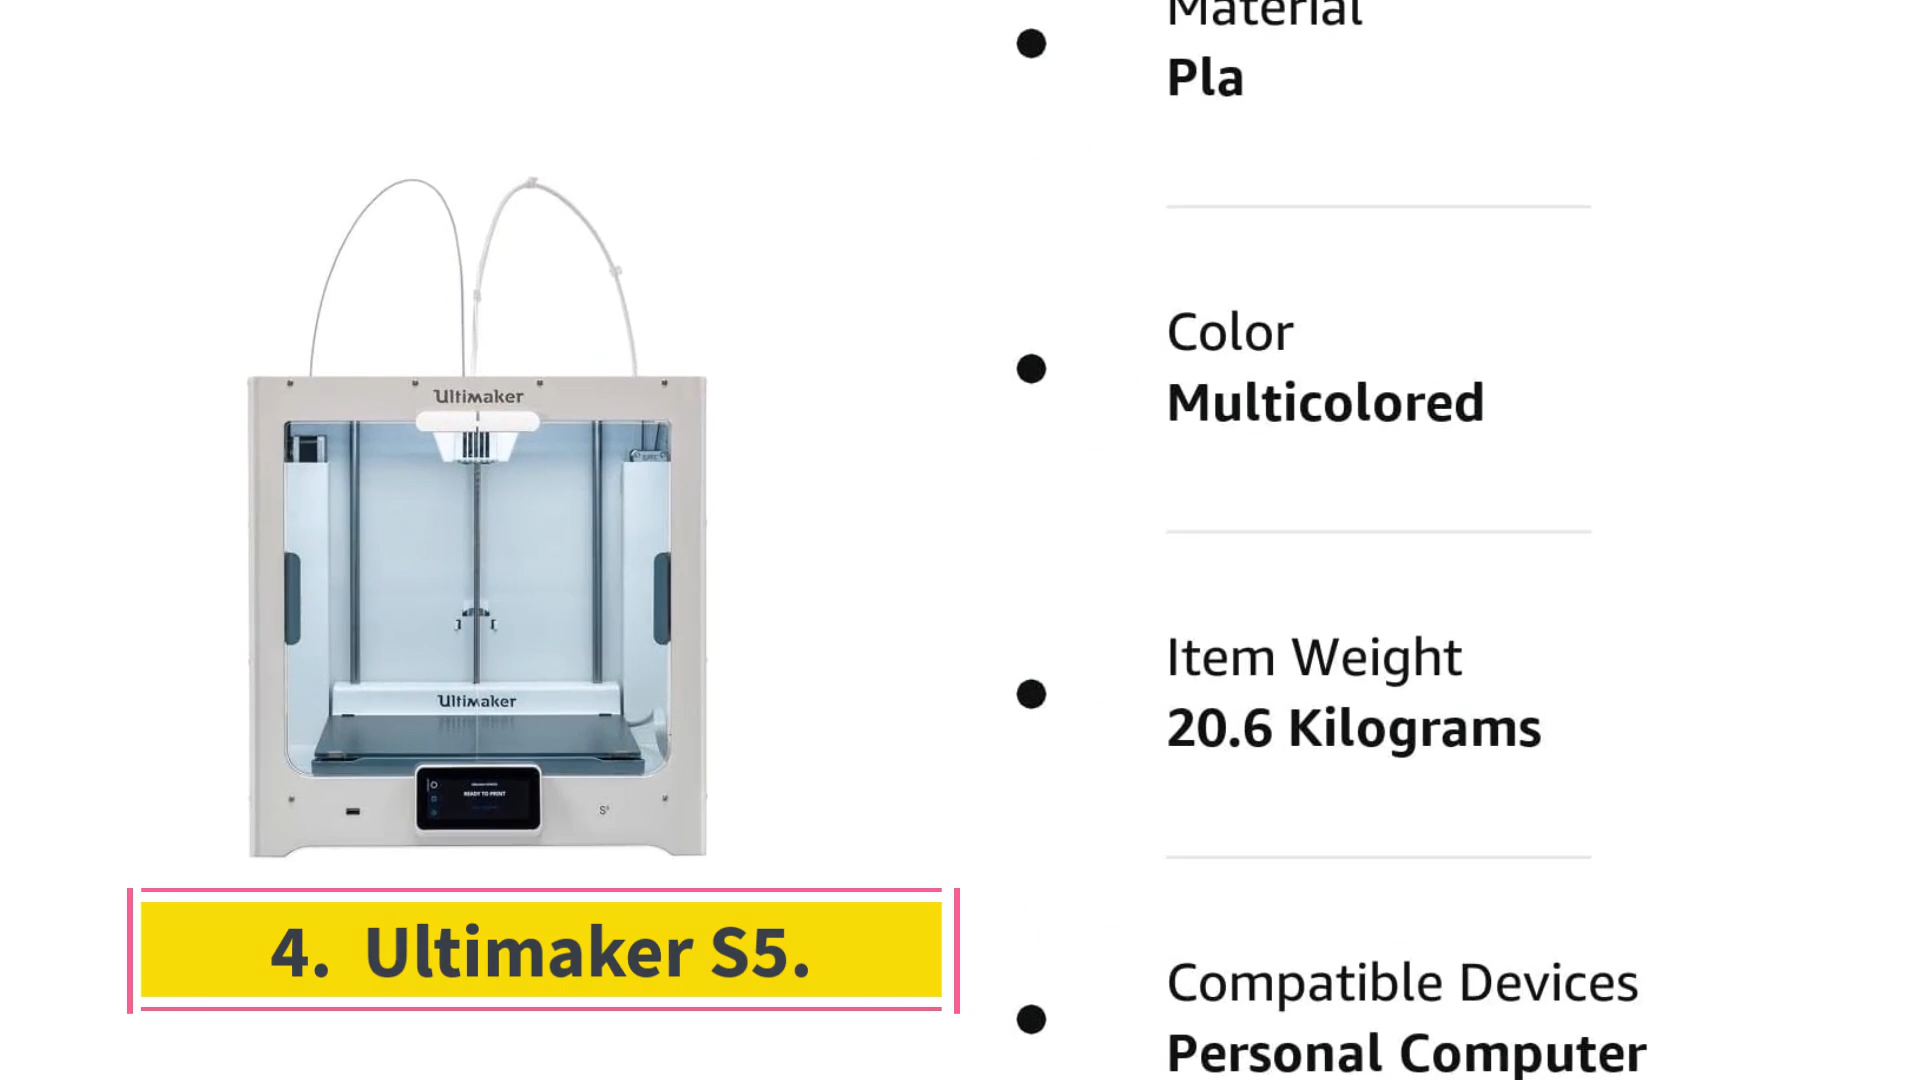 Material
Pla
Color
Multicolored
Item Weight
20.6 Kilograms
Compatible Devices
Personal Computer
Ultimaker
Ultimaker
READY TO PRINT
S5
4. Ultimaker S5.